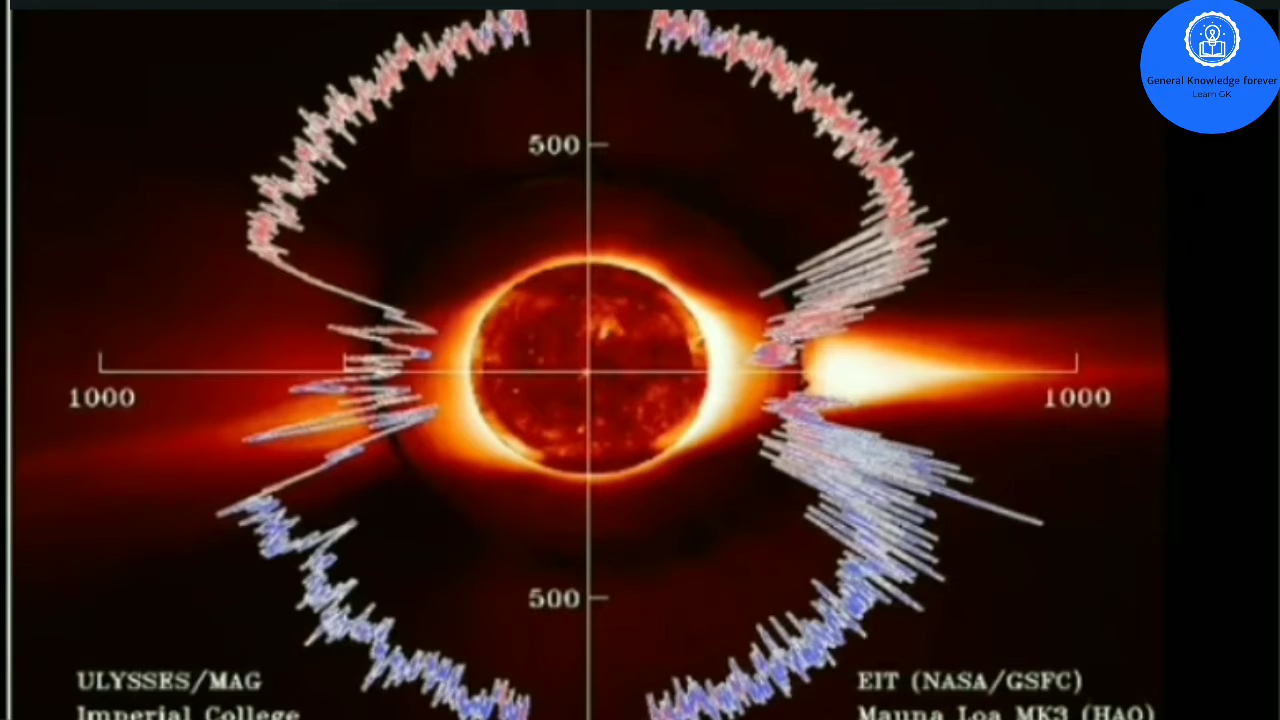 General Knowledge forever
Learn GK
500
1000
1000
500
ULYSSES/MAG
EIT (NASA/GSFC)
Imperial College
Mauna Loa MK3 (HAO)